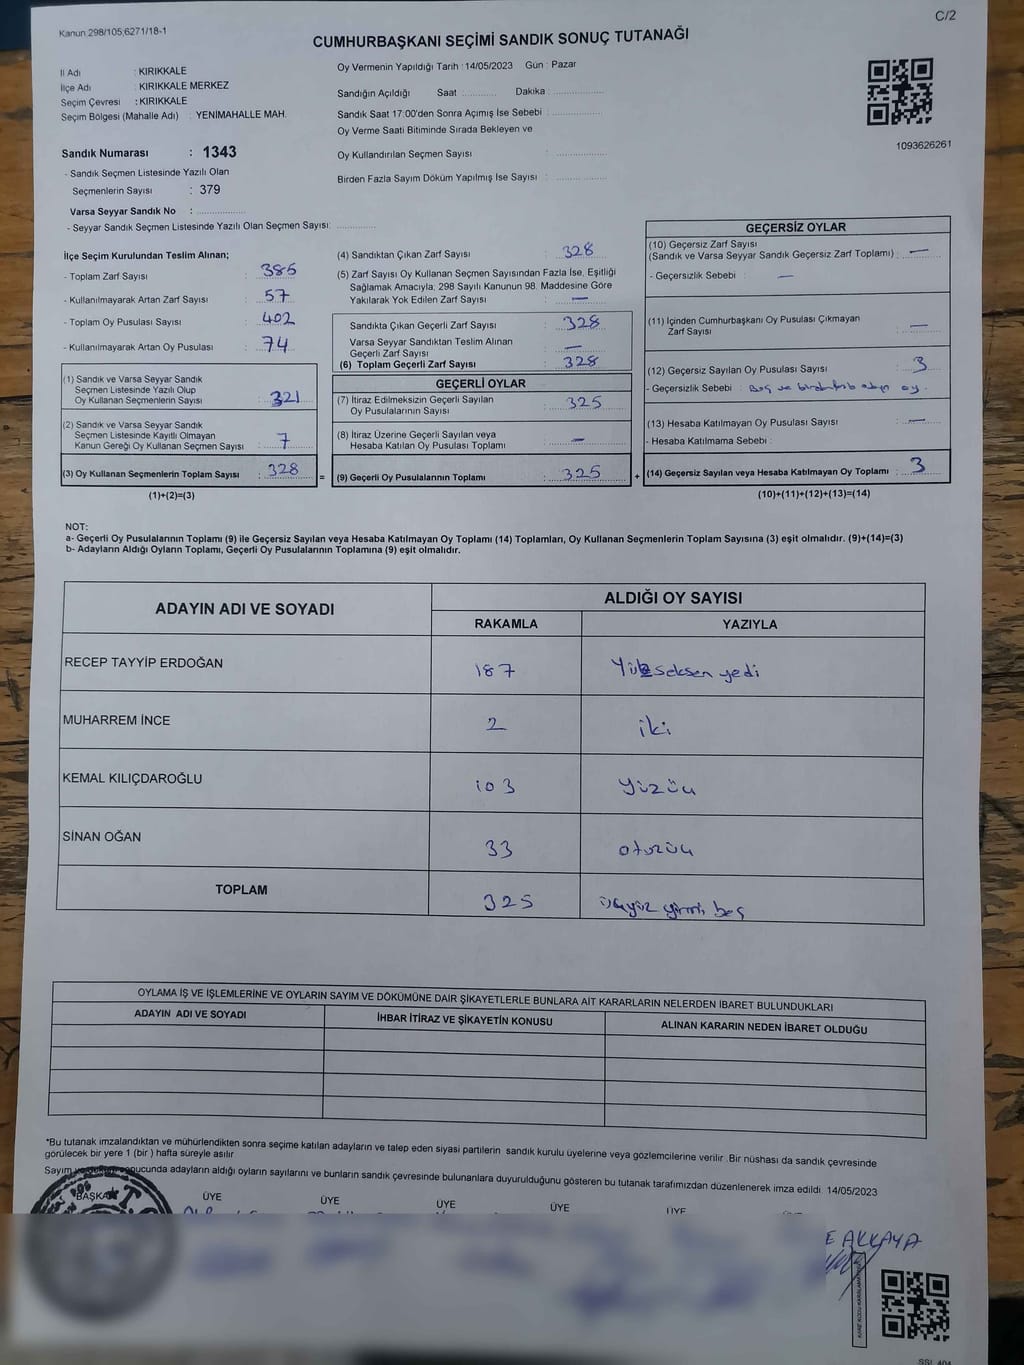 Kanun 298/105,6271/18-1
C/2
CUMHURBAŞKANI SEÇİMİ SANDIK SONUÇ TUTANAĞI
İl Adı : KIRIKKALE
İlçe Adı : KIRIKKALE MERKEZ
Seçim Çevresi : KIRIKKALE
Seçim Bölgesi (Mahalle Adı) YENİMAHALLE MAH.
Sandık Numarası : 1343
- Sandık Seçmen Listesinde Yazılı Olan
Seçmenlerin Sayısı : 379
Varsa Seyyar Sandık No :
- Seyyar Sandık Seçmen Listesinde Yazılı Olan Seçmen Sayısı:
Oy Vermenin Yapıldığı Tarih : 14/05/2023 Gün : Pazar
Sandığın Açıldığı Saat Dakika :
Sandık Saat 17:00'den Sonra Açımış İse Sebebi :
Oy Verme Saati Bitiminde Sırada Bekleyen ve
Oy Kullandırılan Seçmen Sayısı :
Birden Fazla Sayım Döküm Yapılmış İse Sayısı :
1093626261
İlçe Seçim Kurulundan Teslim Alınan;
- Toplam Zarf Sayısı : 385
- Kullanılmayarak Artan Zarf Sayısı : 57
- Toplam Oy Pusulası Sayısı : 402
- Kullanılmayarak Artan Oy Pusulası : 74
(1) Sandık ve Varsa Seyyar Sandık
Seçmen Listesinde Yazılı Olup
Oy Kullanan Seçmenlerin Sayısı : 321
(2) Sandık ve Varsa Seyyar Sandık
Seçmen Listesinde Kayıtlı Olmayan
Kanun Gereği Oy Kullanan Seçmen Sayısı : 7
(3) Oy Kullanan Seçmenlerin Toplam Sayısı : 328
(1)+(2)=(3)
(4) Sandıktan Çıkan Zarf Sayısı : 328
(5) Zarf Sayısı Oy Kullanan Seçmen Sayısından Fazla İse, Eşitliği
Sağlamak Amacıyla; 298 Sayılı Kanunun 98. Maddesine Göre
Yakılarak Yok Edilen Zarf Sayısı : —
Sandıkta Çıkan Geçerli Zarf Sayısı : 328
Varsa Seyyar Sandıktan Teslim Alınan
Geçerli Zarf Sayısı : —
(6) Toplam Geçerli Zarf Sayısı : 328
GEÇERLİ OYLAR
(7) İtiraz Edilmeksizin Geçerli Sayılan
Oy Pusulalarının Sayısı : 325
(8) İtiraz Üzerine Geçerli Sayılan veya
Hesaba Katılan Oy Pusulası Toplamı : —
= (9) Geçerli Oy Pusulalarının Toplamı : 325
GEÇERSİZ OYLAR
(10) Geçersiz Zarf Sayısı
(Sandık ve Varsa Seyyar Sandık Geçersiz Zarf Toplamı) : —
- Geçersizlik Sebebi : —
(11) İçinden Cumhurbaşkanı Oy Pusulası Çıkmayan
Zarf Sayısı : —
(12) Geçersiz Sayılan Oy Pusulası Sayısı : 3
- Geçersizlik Sebebi : Boş ve birden oy.
(13) Hesaba Katılmayan Oy Pusulası Sayısı : —
- Hesaba Katılmama Sebebi :
+ (14) Geçersiz Sayılan veya Hesaba Katılmayan Oy Toplamı : 3
(10)+(11)+(12)+(13)=(14)
NOT:
a- Geçerli Oy Pusulalarının Toplamı (9) ile Geçersiz Sayılan veya Hesaba Katılmayan Oy Toplamı (14) Toplamları, Oy Kullanan Seçmenlerin Toplam Sayısına (3) eşit olmalıdır. (9)+(14)=(3)
b- Adayların Aldığı Oyların Toplamı, Geçerli Oy Pusulalarının Toplamına (9) eşit olmalıdır.
ADAYIN ADI VE SOYADI
ALDIĞI OY SAYISI
RAKAMLA YAZIYLA
RECEP TAYYİP ERDOĞAN 187 Yükseksen yedi
MUHARREM İNCE 2 iki
KEMAL KILIÇDAROĞLU 103 yüzüç
SİNAN OĞAN 33 otuzüç
TOPLAM 325 üçyüz yirmi beş
OYLAMA İŞ VE İŞLEMLERİNE VE OYLARIN SAYIM VE DÖKÜMÜNE DAİR ŞİKAYETLERLE BUNLARA AİT KARARLARIN NELERDEN İBARET BULUNDUKLARI
ADAYIN ADI VE SOYADI İHBAR İTİRAZ VE ŞİKAYETİN KONUSU ALINAN KARARIN NEDEN İBARET OLDUĞU
*Bu tutanak imzalandıktan ve mühürlendikten sonra seçime katılan adayların ve talep eden siyasi partilerin sandık kurulu üyelerine veya gözlemcilerine verilir .Bir nüshası da sandık çevresinde
görülecek bir yere 1 (bir ) hafta süreyle asılır
Sayım ve sonucunda adayların aldığı oyların sayılarını ve bunların sandık çevresinde bulunanlara duyurulduğunu gösteren bu tutanak tarafımızdan düzenlenerek imza edildi. 14/05/2023
BAŞKAN ÜYE ÜYE ÜYE ÜYE ÜYE
E AKKAYA